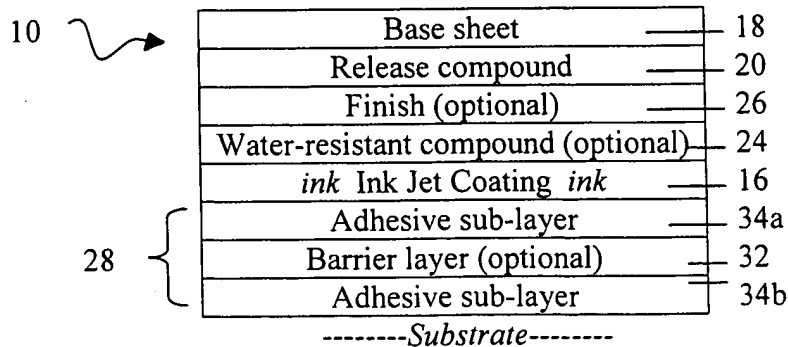 10
Base sheet 18
Release compound 20
Finish (optional) 26
Water-resistant compound (optional) 24
ink Ink Jet Coating ink 16
Adhesive sub-layer 34a
28 Barrier layer (optional) 32
Adhesive sub-layer 34b
--------Substrate--------